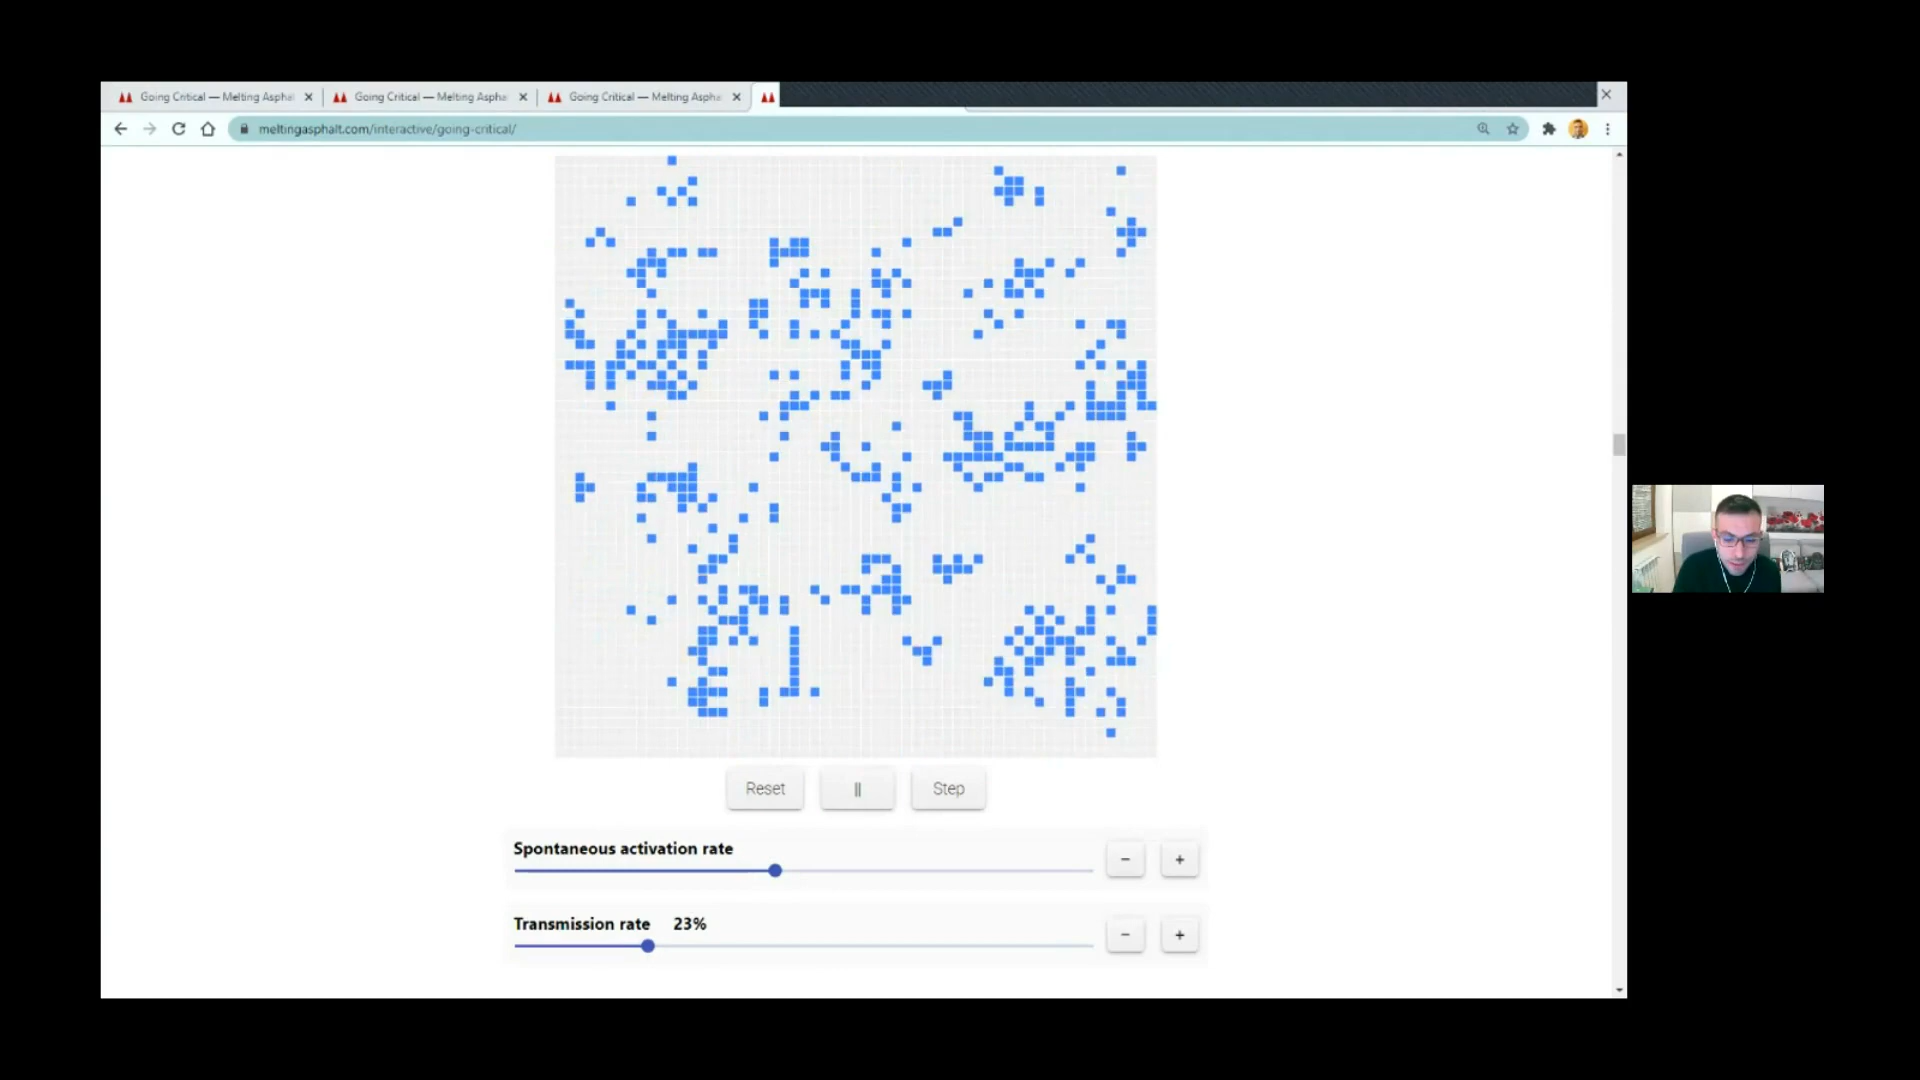 Going Critical — Melting Asphal
Going Critical — Melting Aspha
Going Critical — Melting Aspha
meltingasphalt.com/interactive/going-critical/
Reset
Step
Spontaneous activation rate
Transmission rate 23%